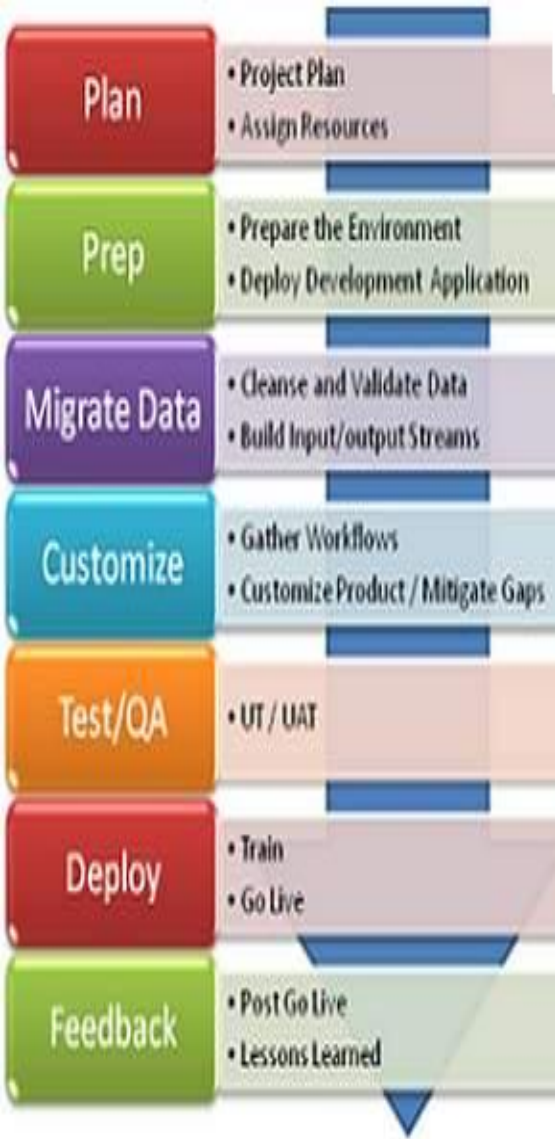 Plan
• Project Plan
• Assign Resources
Prep
• Prepare the Environment
• Deploy Development Application
Migrate Data
• Cleanse and Validate Data
• Build Input/output Streams
Customize
• Gather Workflows
• Customize Product / Mitigate Gaps
Test/QA
• UT / UAT
Deploy
• Train
• Go Live
Feedback
• Post Go Live
• Lessons Learned